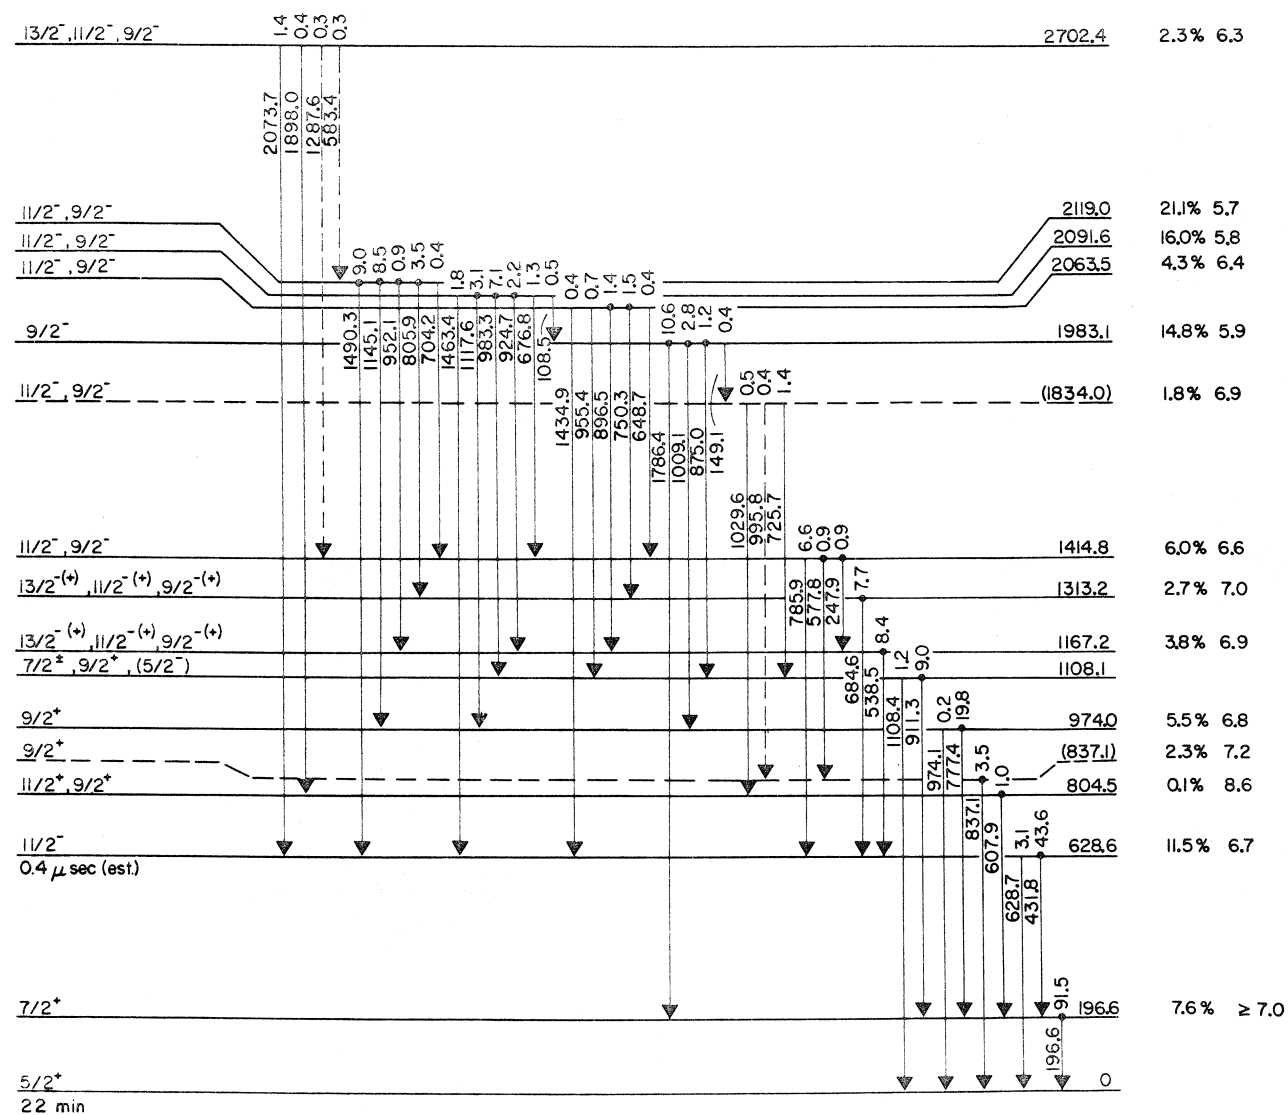 1.4 0.4 0.3 0.3
13/2⁻, 11/2⁻, 9/2⁻ 2702.4 2.3% 6.3
2073.7 1898.0 1287.6 583.4
11/2⁻, 9/2⁻ 2119.0 21.1% 5.7
11/2⁻, 9/2⁻ 2091.6 16.0% 5.8
11/2⁻, 9/2⁻ 2063.5 4.3% 6.4
9.0 8.5 0.9 3.5 0.4 1.8 3.1 7.1 2.2 1.3 0.5 0.4 0.7 1.4 1.5 0.4
10.6 2.8 1.2 0.4
9/2⁻ 1983.1 14.8% 5.9
1490.3 1145.1 952.1 805.9 704.2 1463.4 1117.6 983.3 924.7 676.8 108.5
0.5 0.4 1.4
11/2⁻, 9/2⁻ (1834.0) 1.8% 6.9
1434.9 955.4 896.5 750.3 648.7 1786.4 1009.1 875.0 149.1
1029.6 995.8 725.7
6.6 0.9 0.9
11/2⁻, 9/2⁻ 1414.8 6.0% 6.6
7.7
13/2⁻⁽⁺⁾, 11/2⁻⁽⁺⁾, 9/2⁻⁽⁺⁾ 1313.2 2.7% 7.0
785.9 577.8 247.9
8.4
13/2⁻⁽⁺⁾, 11/2⁻⁽⁺⁾, 9/2⁻⁽⁺⁾ 1167.2 3.8% 6.9
1.2 9.0
7/2±, 9/2⁺, (5/2⁻) 1108.1
684.6 538.5 1108.4 911.3
0.2 19.8
9/2⁺ 974.0 5.5% 6.8
9/2⁺ (837.1) 2.3% 7.2
974.1 777.4 3.5 1.0
11/2⁺, 9/2⁺ 804.5 0.1% 8.6
837.1 607.9 3.1 43.6
11/2⁻ 628.6 11.5% 6.7
0.4 μ sec (est.)
628.7 431.8
91.5
7/2⁺ 196.6 7.6% ≥ 7.0
196.6
5/2⁺ 0
22 min